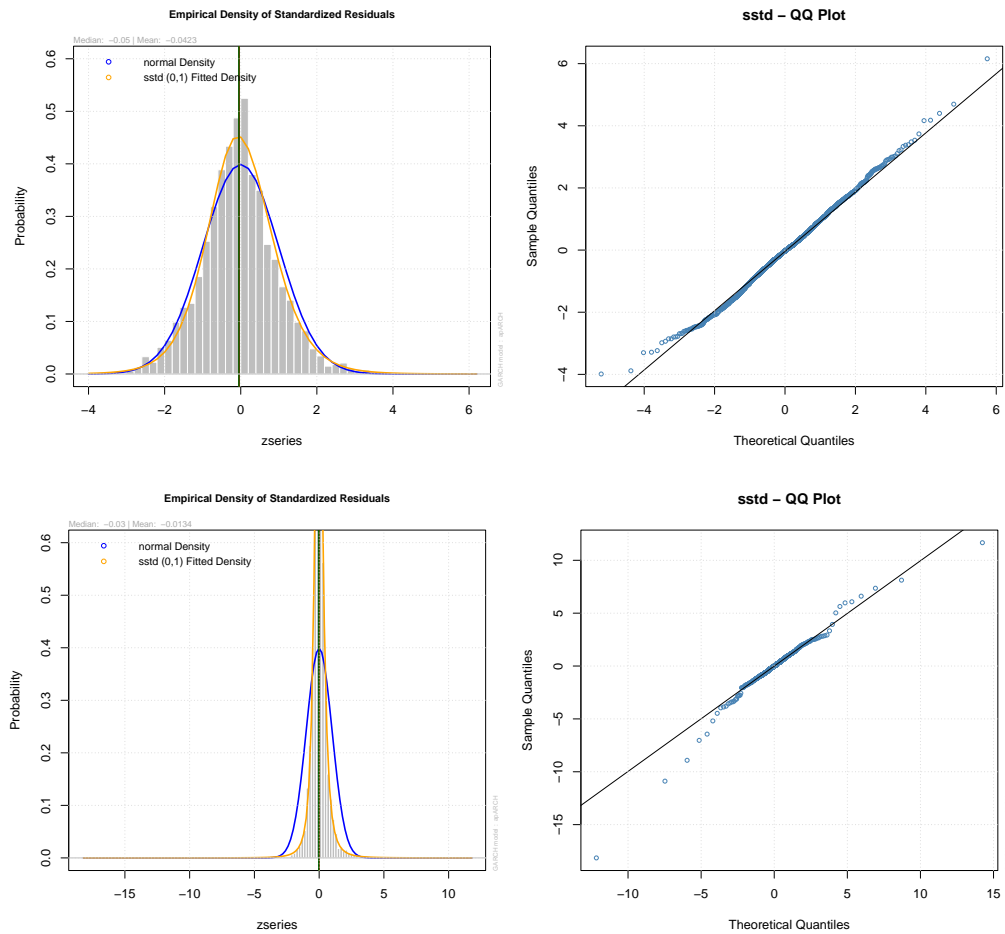 Empirical Density of Standardized Residuals
Median: −0.05 | Mean: −0.0423
normal Density
sstd (0,1) Fitted Density
Probability
0.0
0.1
0.2
0.3
0.4
0.5
0.6
−4
−2
0
2
4
6
zseries
GARCH model : apARCH
sstd − QQ Plot
Sample Quantiles
−4
−2
0
2
4
6
−4
−2
0
2
4
6
Theoretical Quantiles
Empirical Density of Standardized Residuals
Median: −0.03 | Mean: −0.0134
normal Density
sstd (0,1) Fitted Density
Probability
0.0
0.1
0.2
0.3
0.4
0.5
0.6
−15
−10
−5
0
5
10
zseries
GARCH model : apARCH
sstd − QQ Plot
Sample Quantiles
−15
−10
−5
0
5
10
−10
−5
0
5
10
15
Theoretical Quantiles